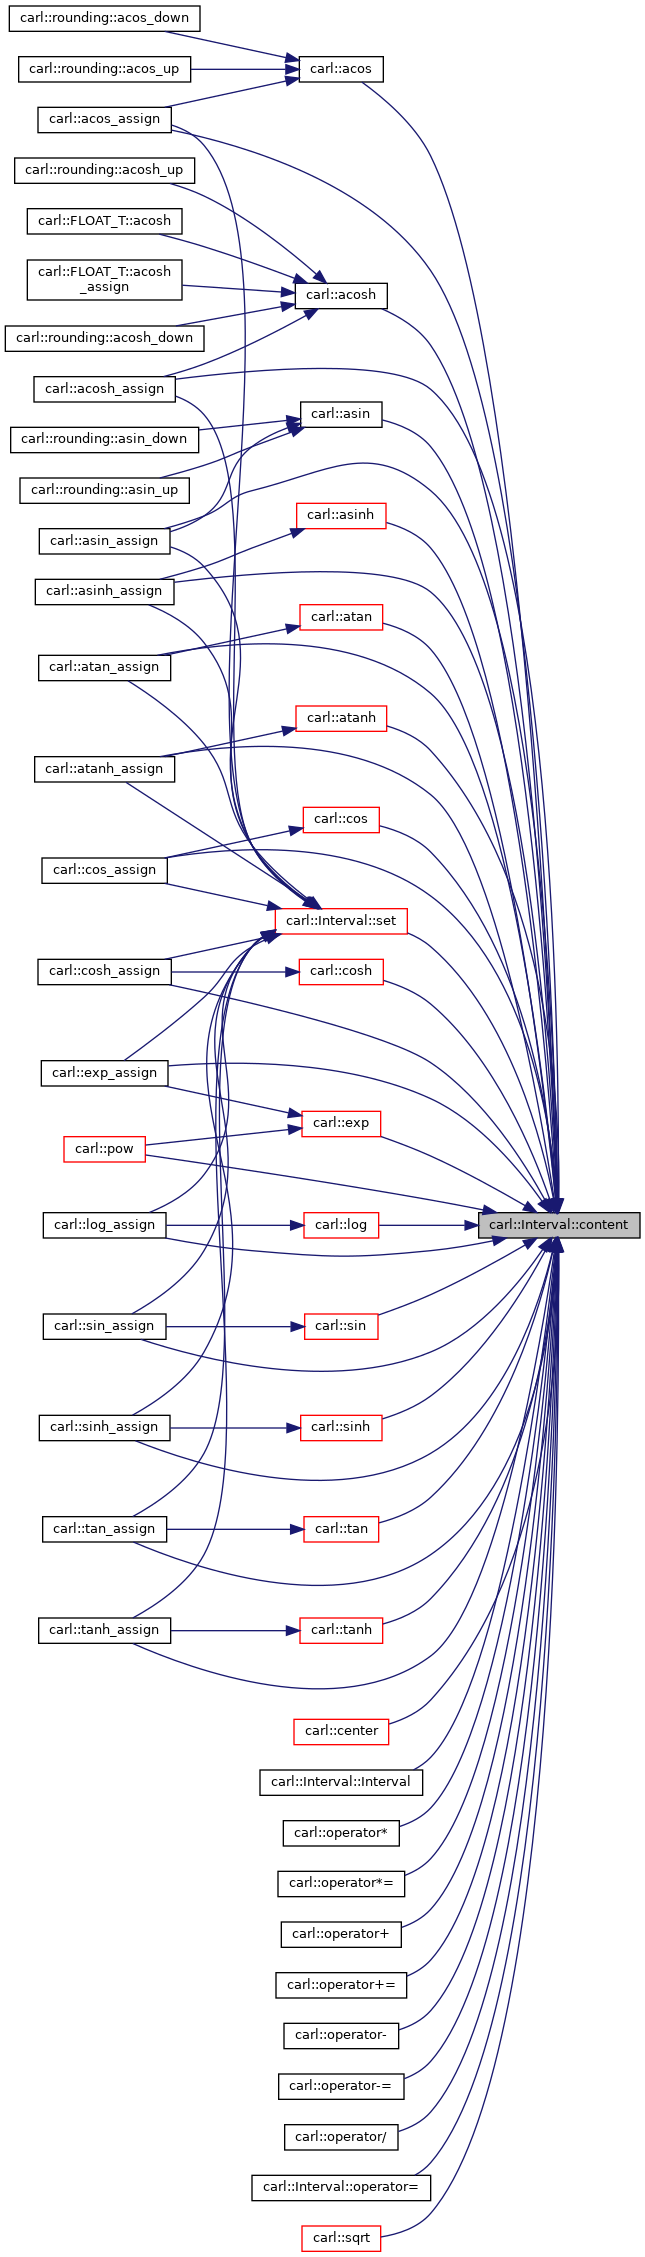 carl::rounding::acos_down
carl::rounding::acos_up
carl::acos
carl::acos_assign
carl::rounding::acosh_up
carl::FLOAT_T::acosh
carl::FLOAT_T::acosh
_assign
carl::acosh
carl::rounding::acosh_down
carl::acosh_assign
carl::asin
carl::rounding::asin_down
carl::rounding::asin_up
carl::asinh
carl::asin_assign
carl::asinh_assign
carl::atan
carl::atan_assign
carl::atanh
carl::atanh_assign
carl::cos
carl::cos_assign
carl::Interval::set
carl::cosh_assign
carl::cosh
carl::exp_assign
carl::exp
carl::pow
carl::log_assign
carl::log
carl::Interval::content
carl::sin_assign
carl::sin
carl::sinh_assign
carl::sinh
carl::tan_assign
carl::tan
carl::tanh_assign
carl::tanh
carl::center
carl::Interval::Interval
carl::operator*
carl::operator*=
carl::operator+
carl::operator+=
carl::operator-
carl::operator-=
carl::operator/
carl::Interval::operator=
carl::sqrt